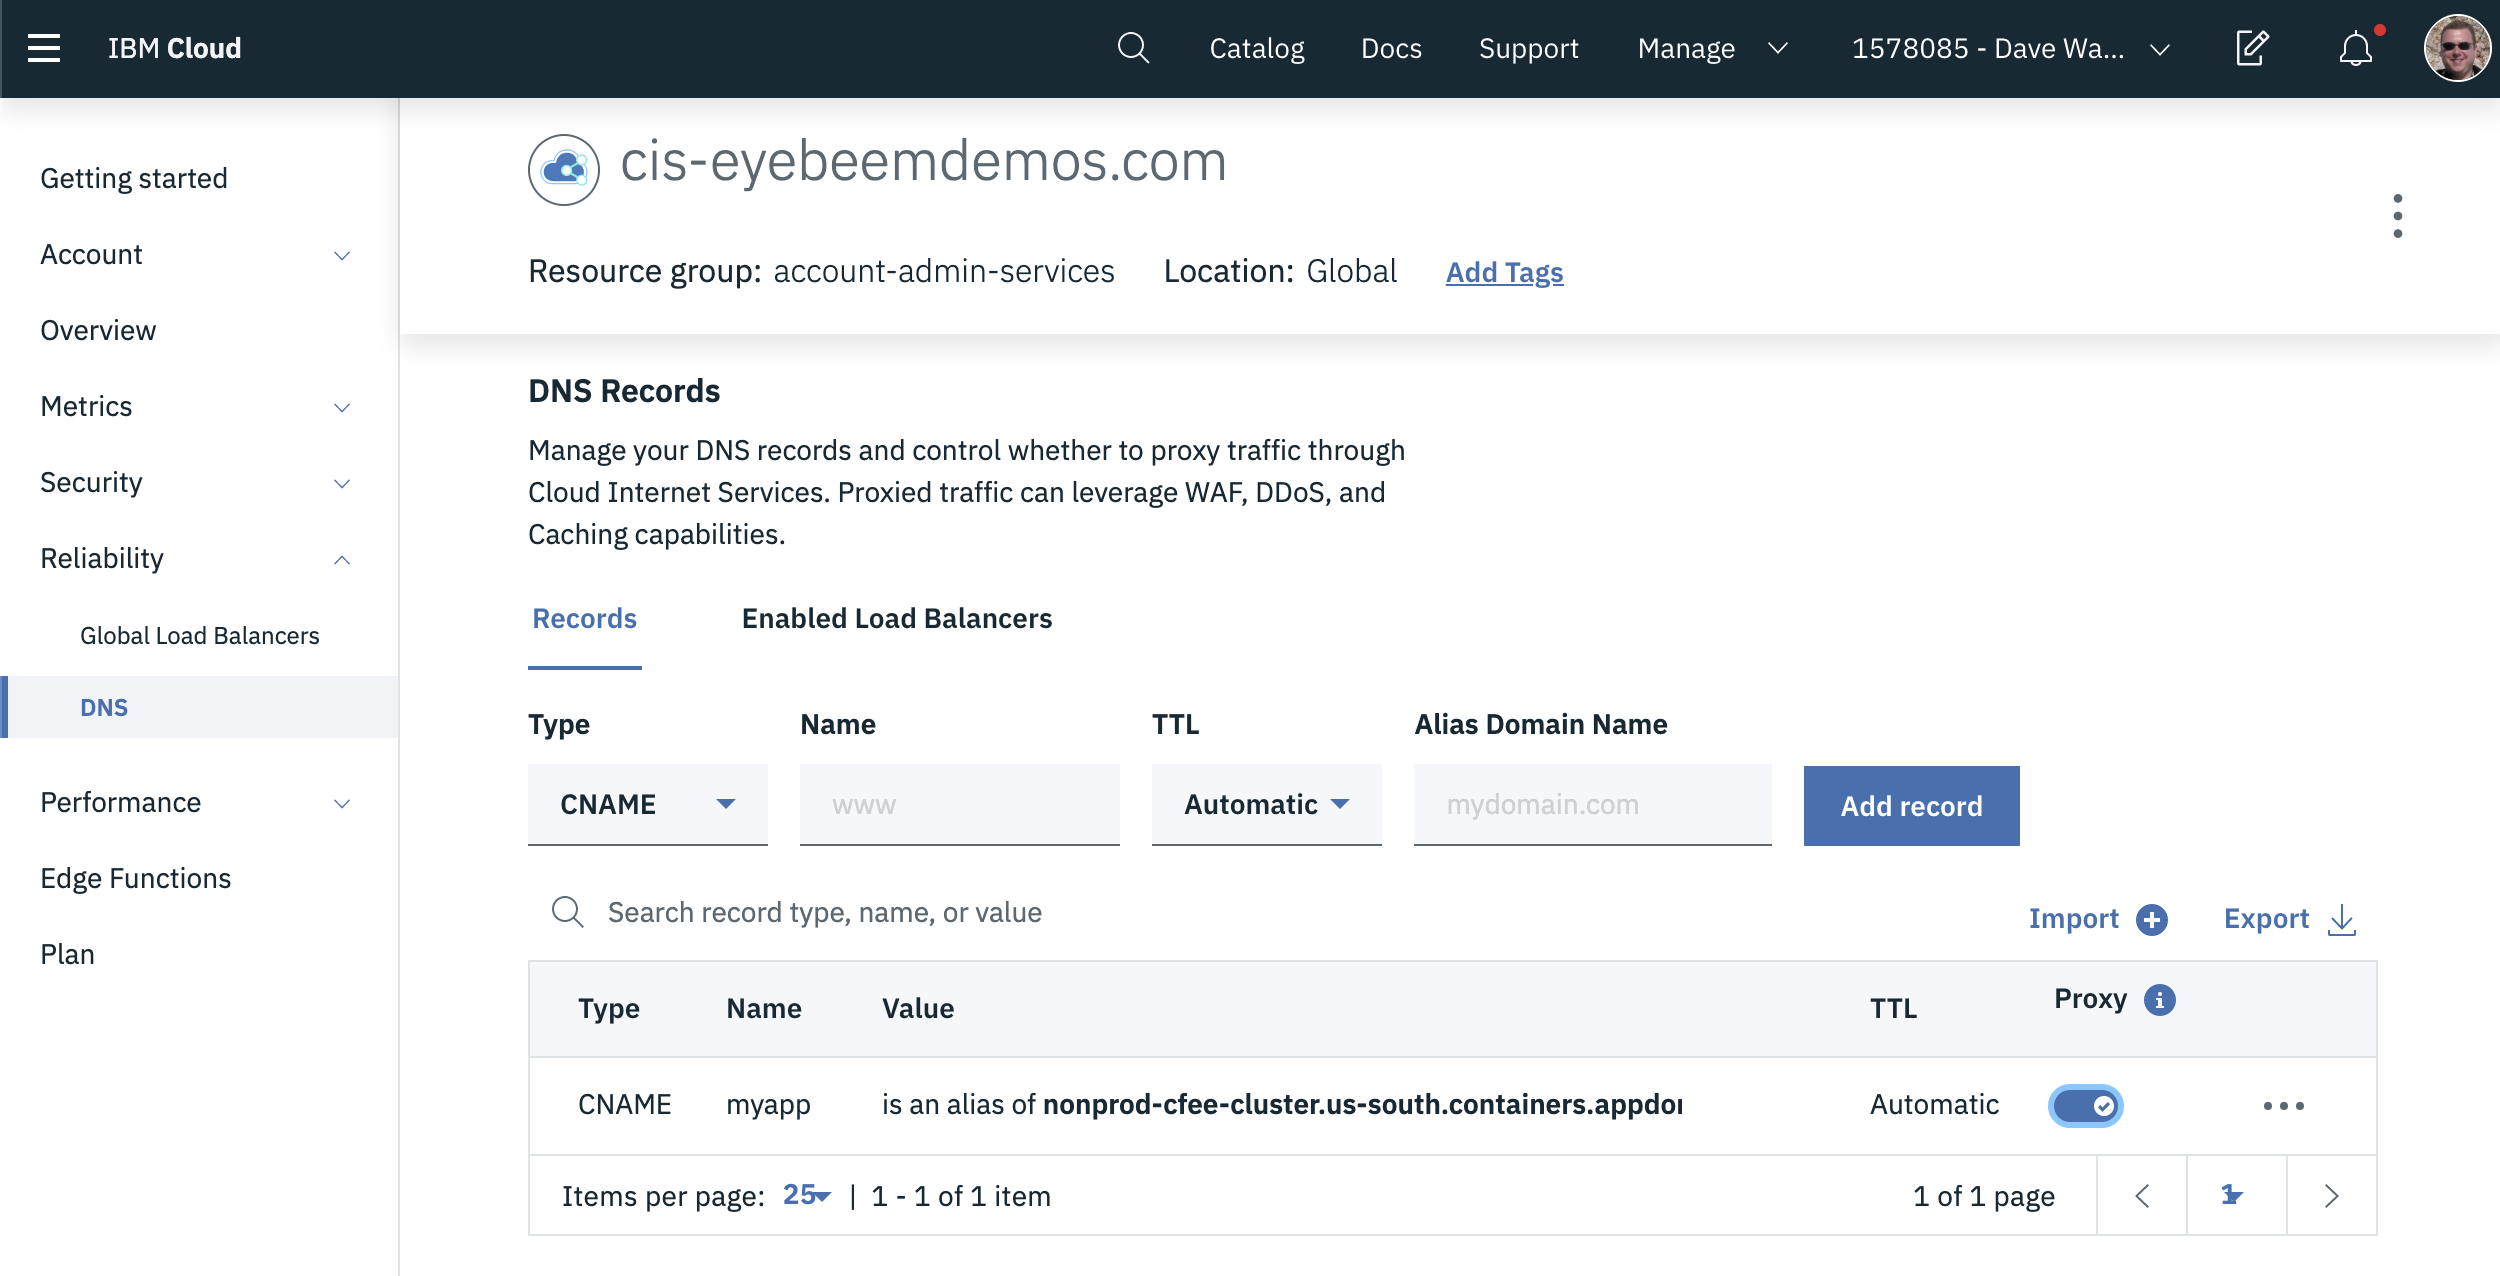 IBM Cloud
Catalog
Docs
Support
Manage
1578085 - Dave Wa...
Getting started
Account
Overview
Metrics
Security
Reliability
Global Load Balancers
DNS
Performance
Edge Functions
Plan
cis-eyebeemdemos.com
Resource group: account-admin-services Location: Global Add Tags
DNS Records
Manage your DNS records and control whether to proxy traffic through
Cloud Internet Services. Proxied traffic can leverage WAF, DDoS, and
Caching capabilities.
Records Enabled Load Balancers
Type Name TTL Alias Domain Name
CNAME www Automatic mydomain.com Add record
Search record type, name, or value
Import Export
Type Name Value TTL Proxy
CNAME myapp is an alias of nonprod-cfee-cluster.us-south.containers.appdo Automatic
Items per page: 25 | 1 - 1 of 1 item 1 of 1 page 1